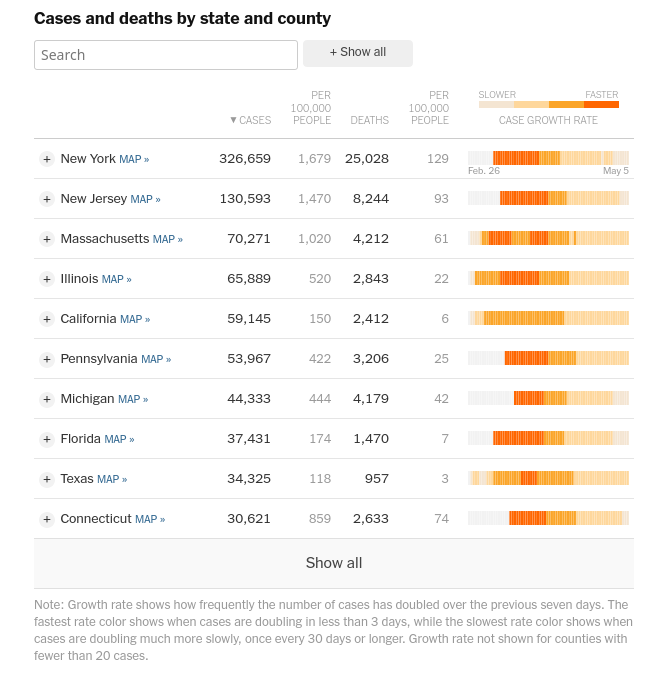 Cases and deaths by state and county
Search
+ Show all
▼ CASES PER 100,000 PEOPLE DEATHS PER 100,000 PEOPLE SLOWER FASTER CASE GROWTH RATE
+ New York MAP » 326,659 1,679 25,028 129
Feb. 26 May 5
+ New Jersey MAP » 130,593 1,470 8,244 93
+ Massachusetts MAP » 70,271 1,020 4,212 61
+ Illinois MAP » 65,889 520 2,843 22
+ California MAP » 59,145 150 2,412 6
+ Pennsylvania MAP » 53,967 422 3,206 25
+ Michigan MAP » 44,333 444 4,179 42
+ Florida MAP » 37,431 174 1,470 7
+ Texas MAP » 34,325 118 957 3
+ Connecticut MAP » 30,621 859 2,633 74
Show all
Note: Growth rate shows how frequently the number of cases has doubled over the previous seven days. The
fastest rate color shows when cases are doubling in less than 3 days, while the slowest rate color shows when
cases are doubling much more slowly, once every 30 days or longer. Growth rate not shown for counties with
fewer than 20 cases.